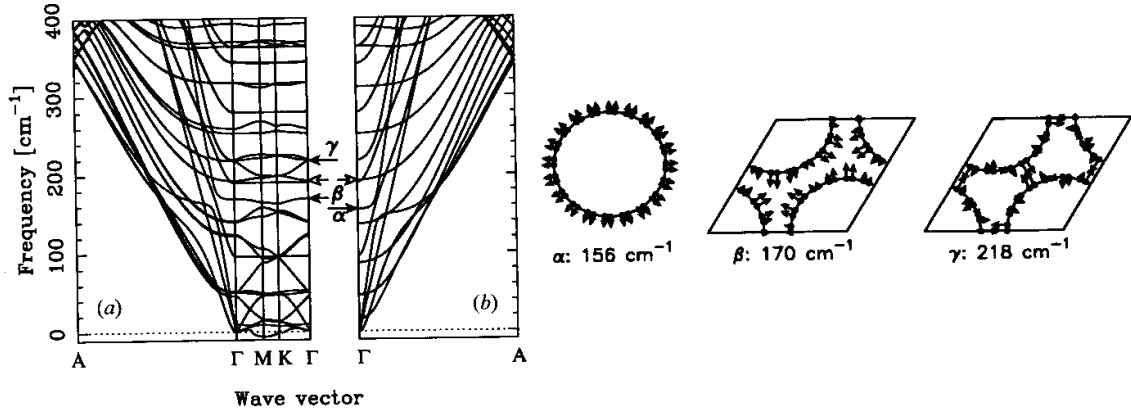 400
300
200
100
0
Frequency [cm⁻¹]
(a)
(b)
γ
β
α
A
Γ
M
K
Γ
Γ
A
Wave vector
α: 156 cm⁻¹
β: 170 cm⁻¹
γ: 218 cm⁻¹